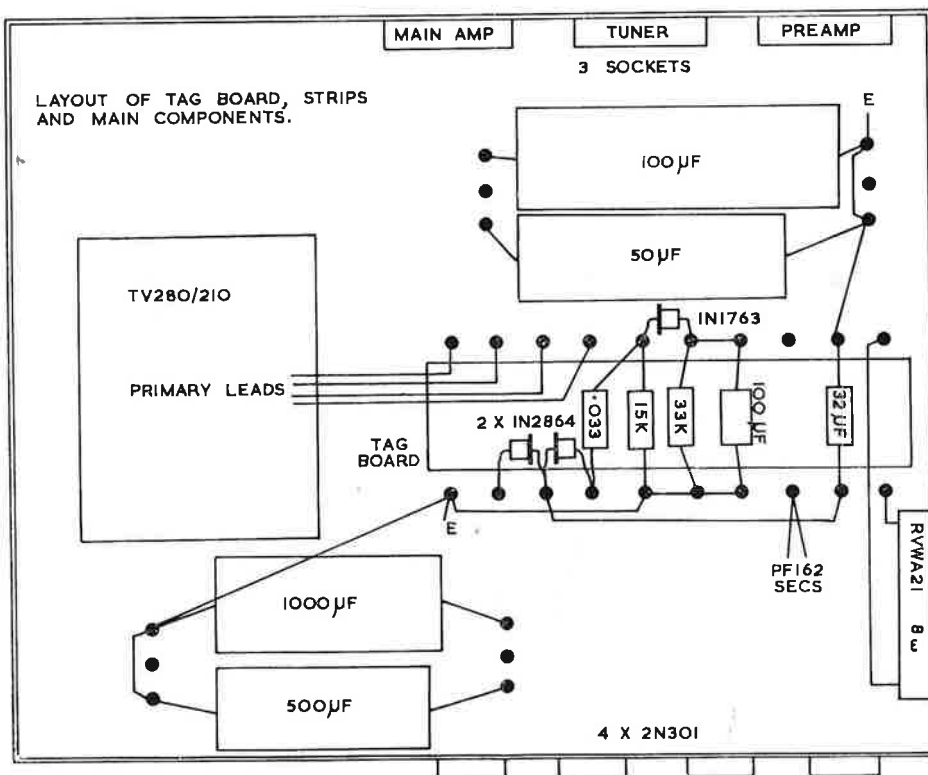 MAIN AMP
TUNER
PREAMP
3 SOCKETS
LAYOUT OF TAG BOARD, STRIPS
AND MAIN COMPONENTS.
E
100µF
50µF
TV280/210
IN1763
PRIMARY LEADS
2 X IN2864
.033
15K
33K
100µF
32µF
TAG
BOARD
E
PF162
SECS
RVWA21 8ω
1000µF
500µF
4 X 2N301